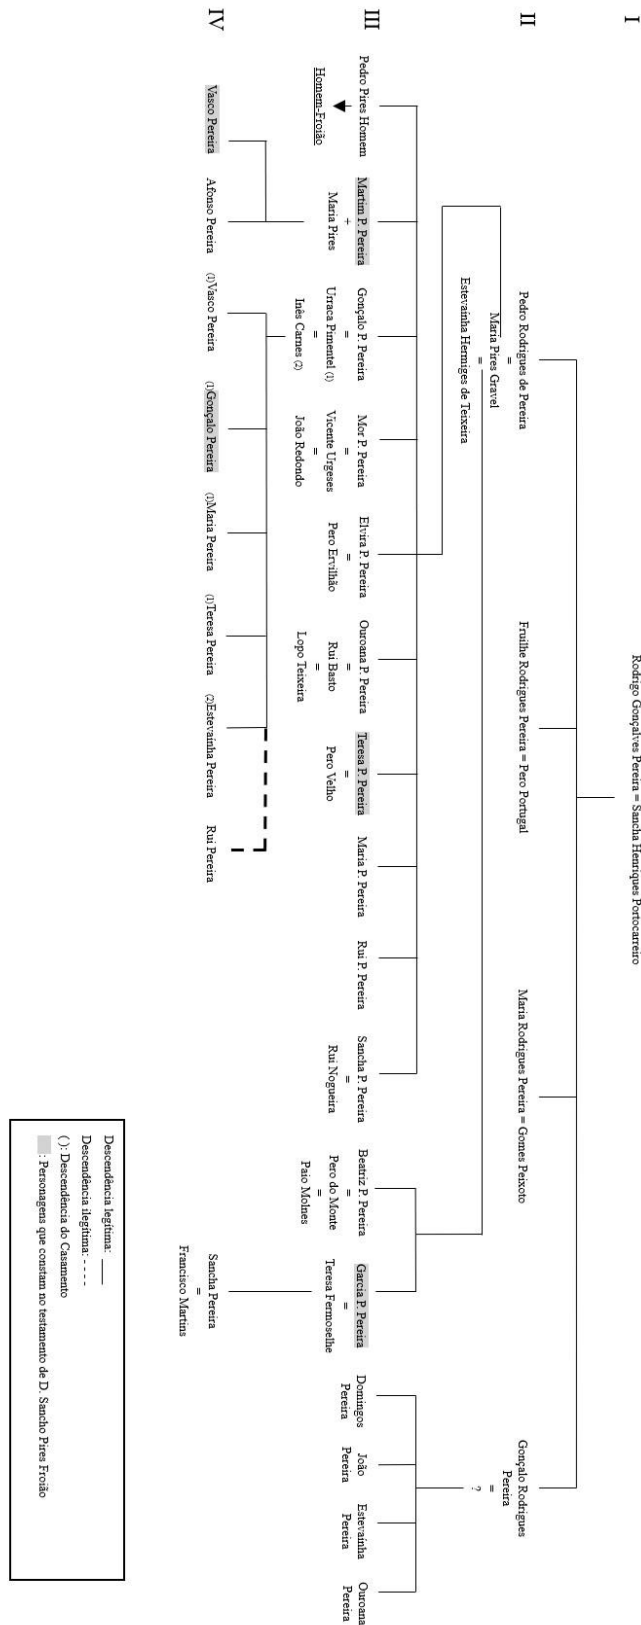 I
Rodrigo Gonçalves Pereira = Sancha Henriques Portocarreiro
II
Pedro Rodrigues de Pereira
=
Maria Pires Gravel
=
Estevainha Hermiges de Teixeira
Fruilhe Rodrigues Pereira = Pero Portugal
Maria Rodrigues Pereira = Gomes Peixoto
Gonçalo Rodrigues
Pereira
=
?
III
Pedro Pires Homem
Homem-Froião
Martim P. Pereira
+
Maria Pires
Gonçalo P. Pereira
=
Urraca Pimentel (1)
=
Inês Carnes (2)
Mor P. Pereira
=
Vicente Urgeses
=
João Redondo
Elvira P. Pereira
=
Pero Ervilhão
Ouroana P. Pereira
=
Rui Basto
=
Lopo Teixeira
Teresa P. Pereira
=
Pero Velho
Maria P. Pereira
Rui P. Pereira
Sancha P. Pereira
=
Rui Nogueira
Beatriz P. Pereira
=
Pero do Monte
=
Paio Molnes
Garcia P. Pereira
=
Teresa Fermoselhe
Domingos
Pereira
João
Pereira
Estevainha
Pereira
Ouroana
Pereira
IV
Vasco Pereira
Afonso Pereira
(1)Vasco Pereira
(1)Gonçalo Pereira
(1)Maria Pereira
(1)Teresa Pereira
(2)Estevainha Pereira
Rui Pereira
Sancha Pereira
=
Francisco Martins
Descendência legítima: ____
Descendência ilegítima: - - - -
( ): Descendência do Casamento
: Personagens que constam no testamento de D. Sancho Pires Froião